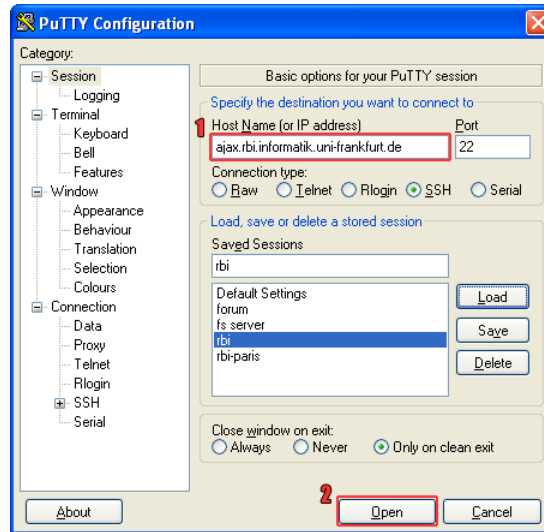 PuTTY Configuration
Category:
Session
Logging
Terminal
Keyboard
Bell
Features
Window
Appearance
Behaviour
Translation
Selection
Colours
Connection
Data
Proxy
Telnet
Rlogin
SSH
Serial
Basic options for your PuTTY session
Specify the destination you want to connect to
1
Host Name (or IP address) Port
ajax.rbi.informatik.uni-frankfurt.de 22
Connection type:
Raw Telnet Rlogin SSH Serial
Load, save or delete a stored session
Saved Sessions
rbi
Default Settings
forum
fs server
rbi
rbi-paris
Load
Save
Delete
Close window on exit:
Always Never Only on clean exit
2
About Open Cancel